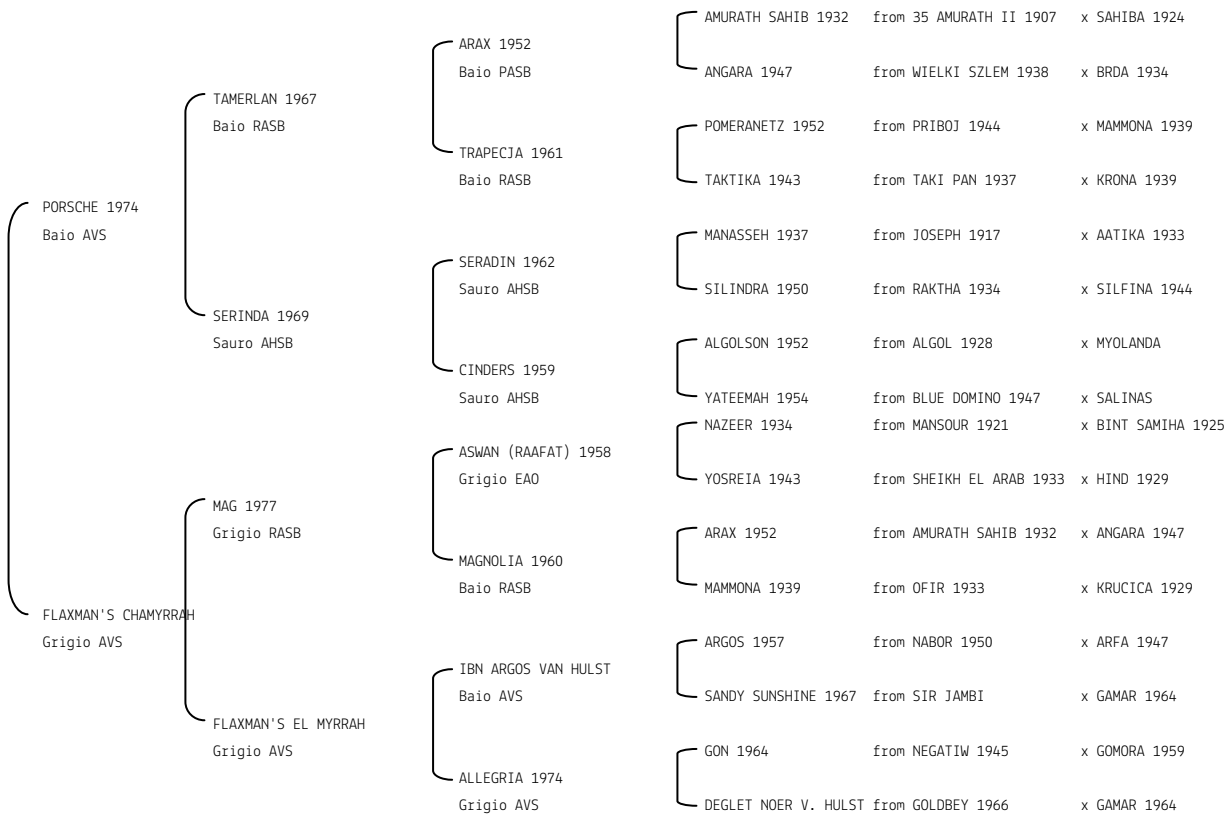 AMURATH SAHIB 1932 from 35 AMURATH II 1907 x SAHIBA 1924
ARAX 1952
Baio PASB
ANGARA 1947 from WIELKI SZLEM 1938 x BRDA 1934
TAMERLAN 1967
Baio RASB
POMERANETZ 1952 from PRIBOJ 1944 x MAMMONA 1939
TRAPECJA 1961
Baio RASB
TAKTIKA 1943 from TAKI PAN 1937 x KRONA 1939
PORSCHE 1974
Baio AVS
MANASSEH 1937 from JOSEPH 1917 x AATIKA 1933
SERADIN 1962
Sauro AHSB
SILINDRA 1950 from RAKTHA 1934 x SILFINA 1944
SERINDA 1969
Sauro AHSB
ALGOLSON 1952 from ALGOL 1928 x MYOLANDA
CINDERS 1959
Sauro AHSB
YATEEMAH 1954 from BLUE DOMINO 1947 x SALINAS
NAZEER 1934 from MANSOUR 1921 x BINT SAMIHA 1925
ASWAN (RAAFAT) 1958
Grigio EAO
YOSREIA 1943 from SHEIKH EL ARAB 1933 x HIND 1929
MAG 1977
Grigio RASB
ARAX 1952 from AMURATH SAHIB 1932 x ANGARA 1947
MAGNOLIA 1960
Baio RASB
MAMMONA 1939 from OFIR 1933 x KRUCICA 1929
FLAXMAN'S CHAMYRRAH
Grigio AVS
ARGOS 1957 from NABOR 1950 x ARFA 1947
IBN ARGOS VAN HULST
Baio AVS
SANDY SUNSHINE 1967 from SIR JAMBI x GAMAR 1964
FLAXMAN'S EL MYRRAH
Grigio AVS
GON 1964 from NEGATIW 1945 x GOMORA 1959
ALLEGRIA 1974
Grigio AVS
DEGLET NOER V. HULST from GOLDBEY 1966 x GAMAR 1964